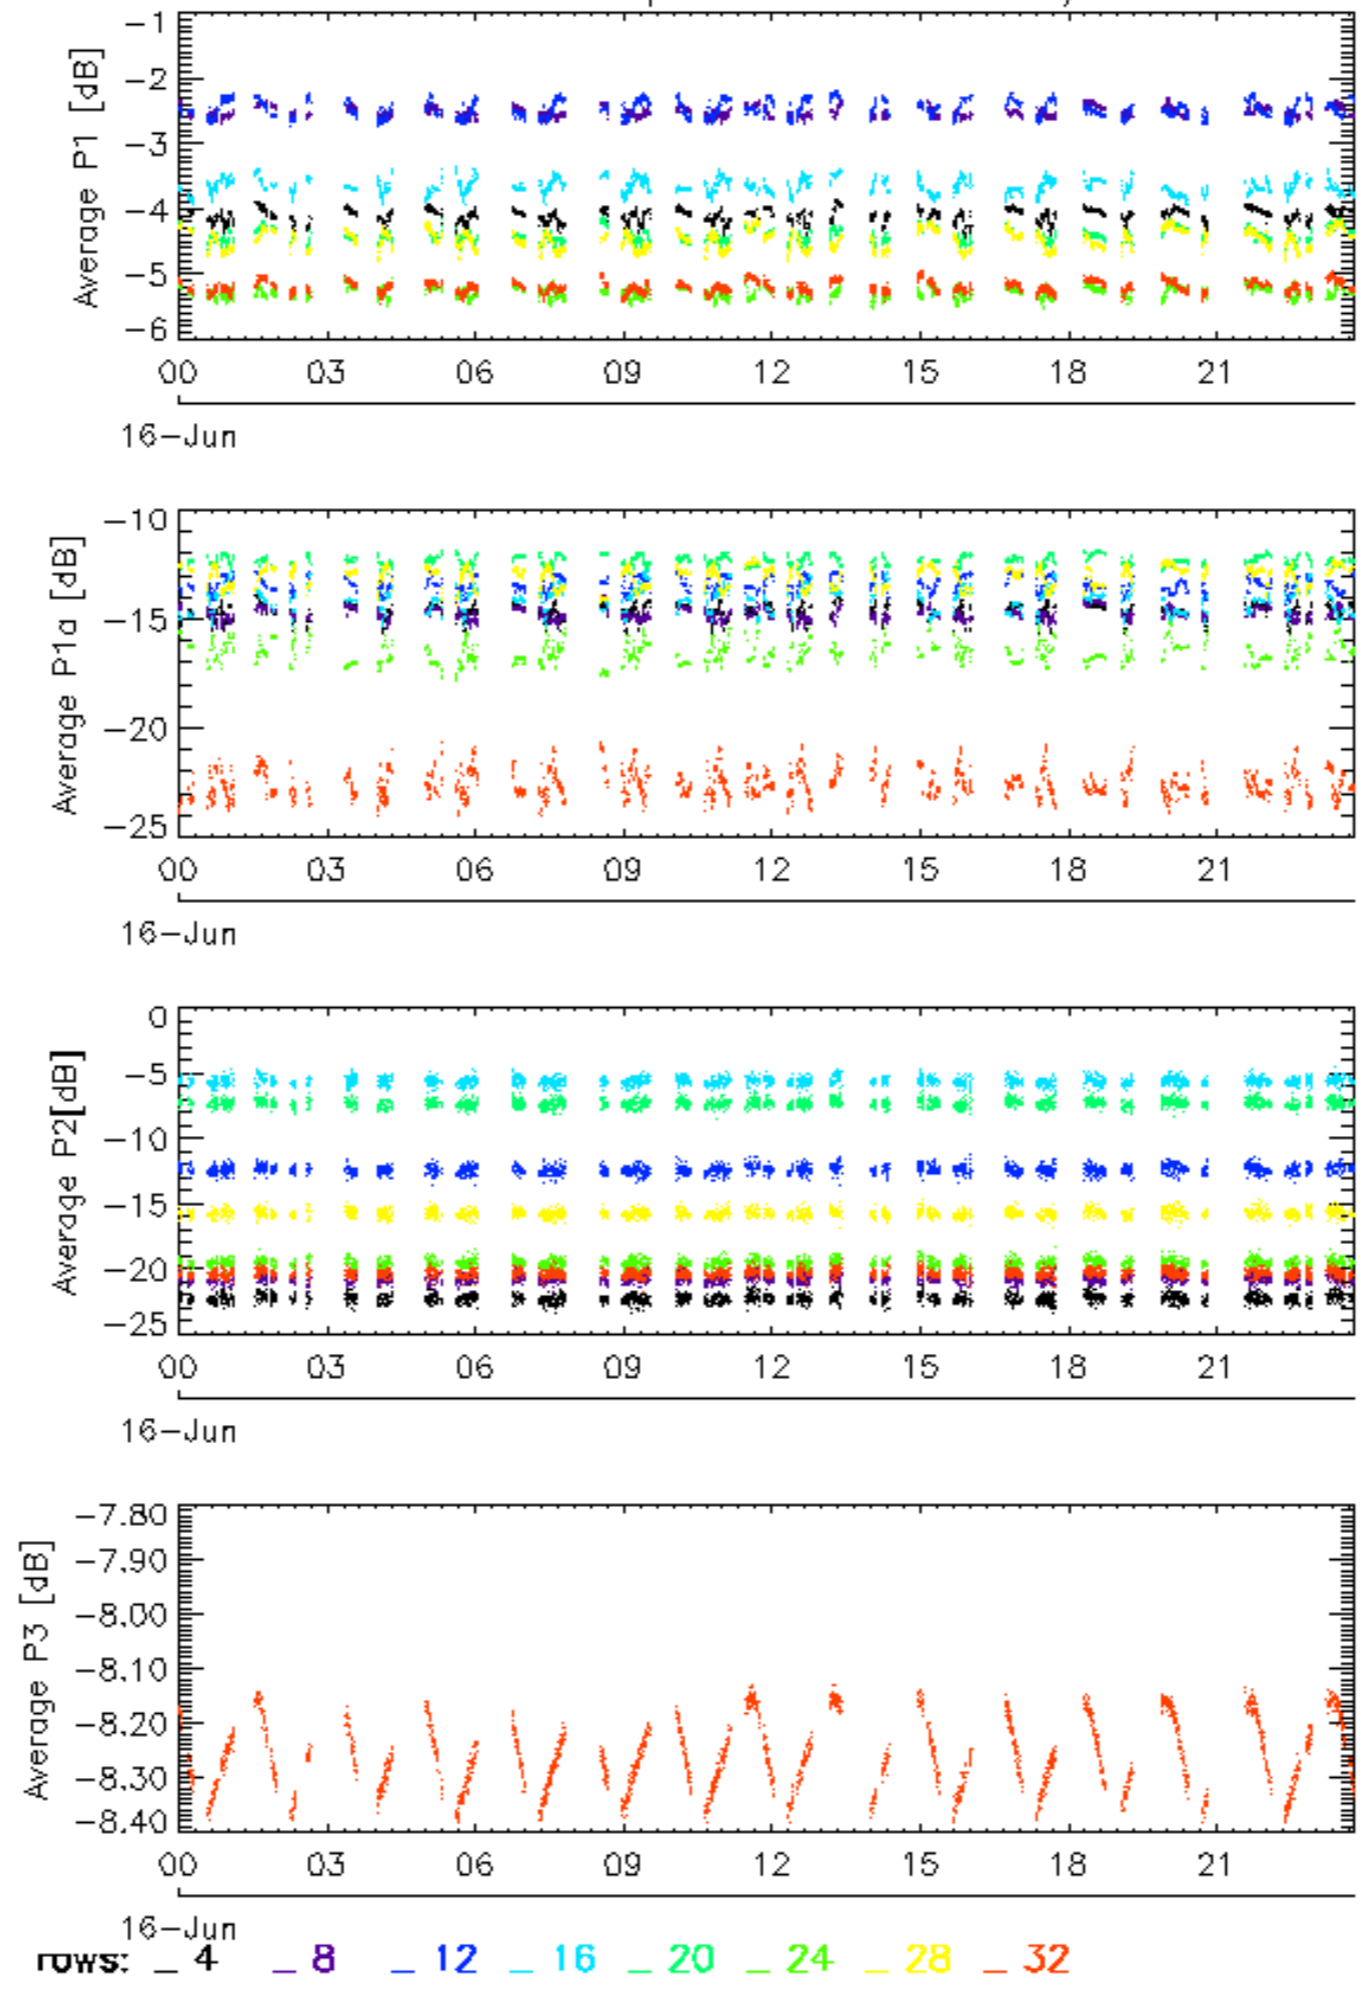 Average P1 [dB]
-1
-2
-3
-4
-5
-6
00 03 06 09 12 15 18 21
16-Jun
Average P1a [dB]
-10
-15
-20
-25
00 03 06 09 12 15 18 21
16-Jun
Average P2[dB]
0
-5
-10
-15
-20
-25
00 03 06 09 12 15 18 21
16-Jun
Average P3 [dB]
-7.80
-7.90
-8.00
-8.10
-8.20
-8.30
-8.40
00 03 06 09 12 15 18 21
16-Jun
rows: _ 4 _ 8 _ 12 _ 16 _ 20 _ 24 _ 28 _ 32